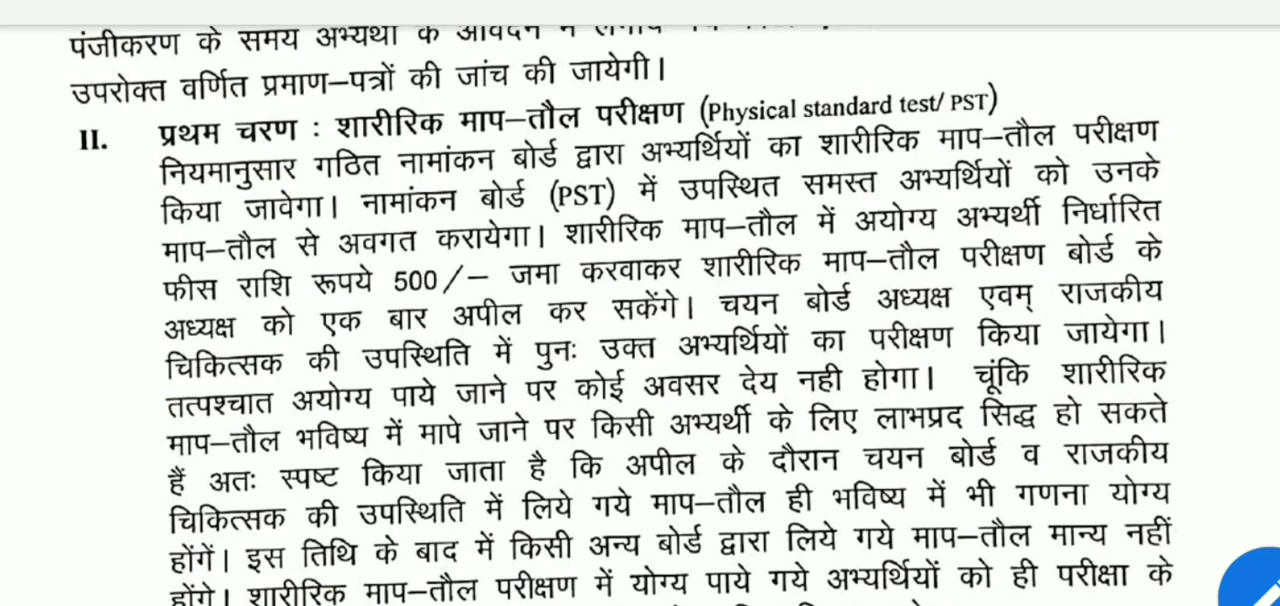 पंजीकरण के समय अभ्यर्थी के आवेदन में
उपरोक्त वर्णित प्रमाण–पत्रों की जांच की जायेगी।
II. प्रथम चरण : शारीरिक माप–तौल परीक्षण (Physical standard test/ PST)
नियमानुसार गठित नामांकन बोर्ड द्वारा अभ्यर्थियों का शारीरिक माप–तौल परीक्षण
किया जावेगा। नामांकन बोर्ड (PST) में उपस्थित समस्त अभ्यर्थियों को उनके
माप–तौल से अवगत करायेगा। शारीरिक माप–तौल में अयोग्य अभ्यर्थी निर्धारित
फीस राशि रूपये 500/– जमा करवाकर शारीरिक माप–तौल परीक्षण बोर्ड के
अध्यक्ष को एक बार अपील कर सकेंगे। चयन बोर्ड अध्यक्ष एवम् राजकीय
चिकित्सक की उपस्थिति में पुनः उक्त अभ्यर्थियों का परीक्षण किया जायेगा।
तत्पश्चात अयोग्य पाये जाने पर कोई अवसर देय नही होगा। चूंकि शारीरिक
माप–तौल भविष्य में मापे जाने पर किसी अभ्यर्थी के लिए लाभप्रद सिद्ध हो सकते
हैं अतः स्पष्ट किया जाता है कि अपील के दौरान चयन बोर्ड व राजकीय
चिकित्सक की उपस्थिति में लिये गये माप–तौल ही भविष्य में भी गणना योग्य
होंगें। इस तिथि के बाद में किसी अन्य बोर्ड द्वारा लिये गये माप–तौल मान्य नहीं
होंगे। शारीरिक माप–तौल परीक्षण में योग्य पाये गये अभ्यर्थियों को ही परीक्षा के